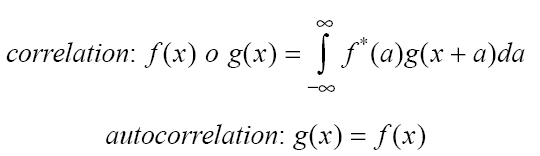 correlation: f(x) o g(x) = ∫_{-∞}^{∞} f*(a)g(x + a)da
autocorrelation: g(x) = f(x)